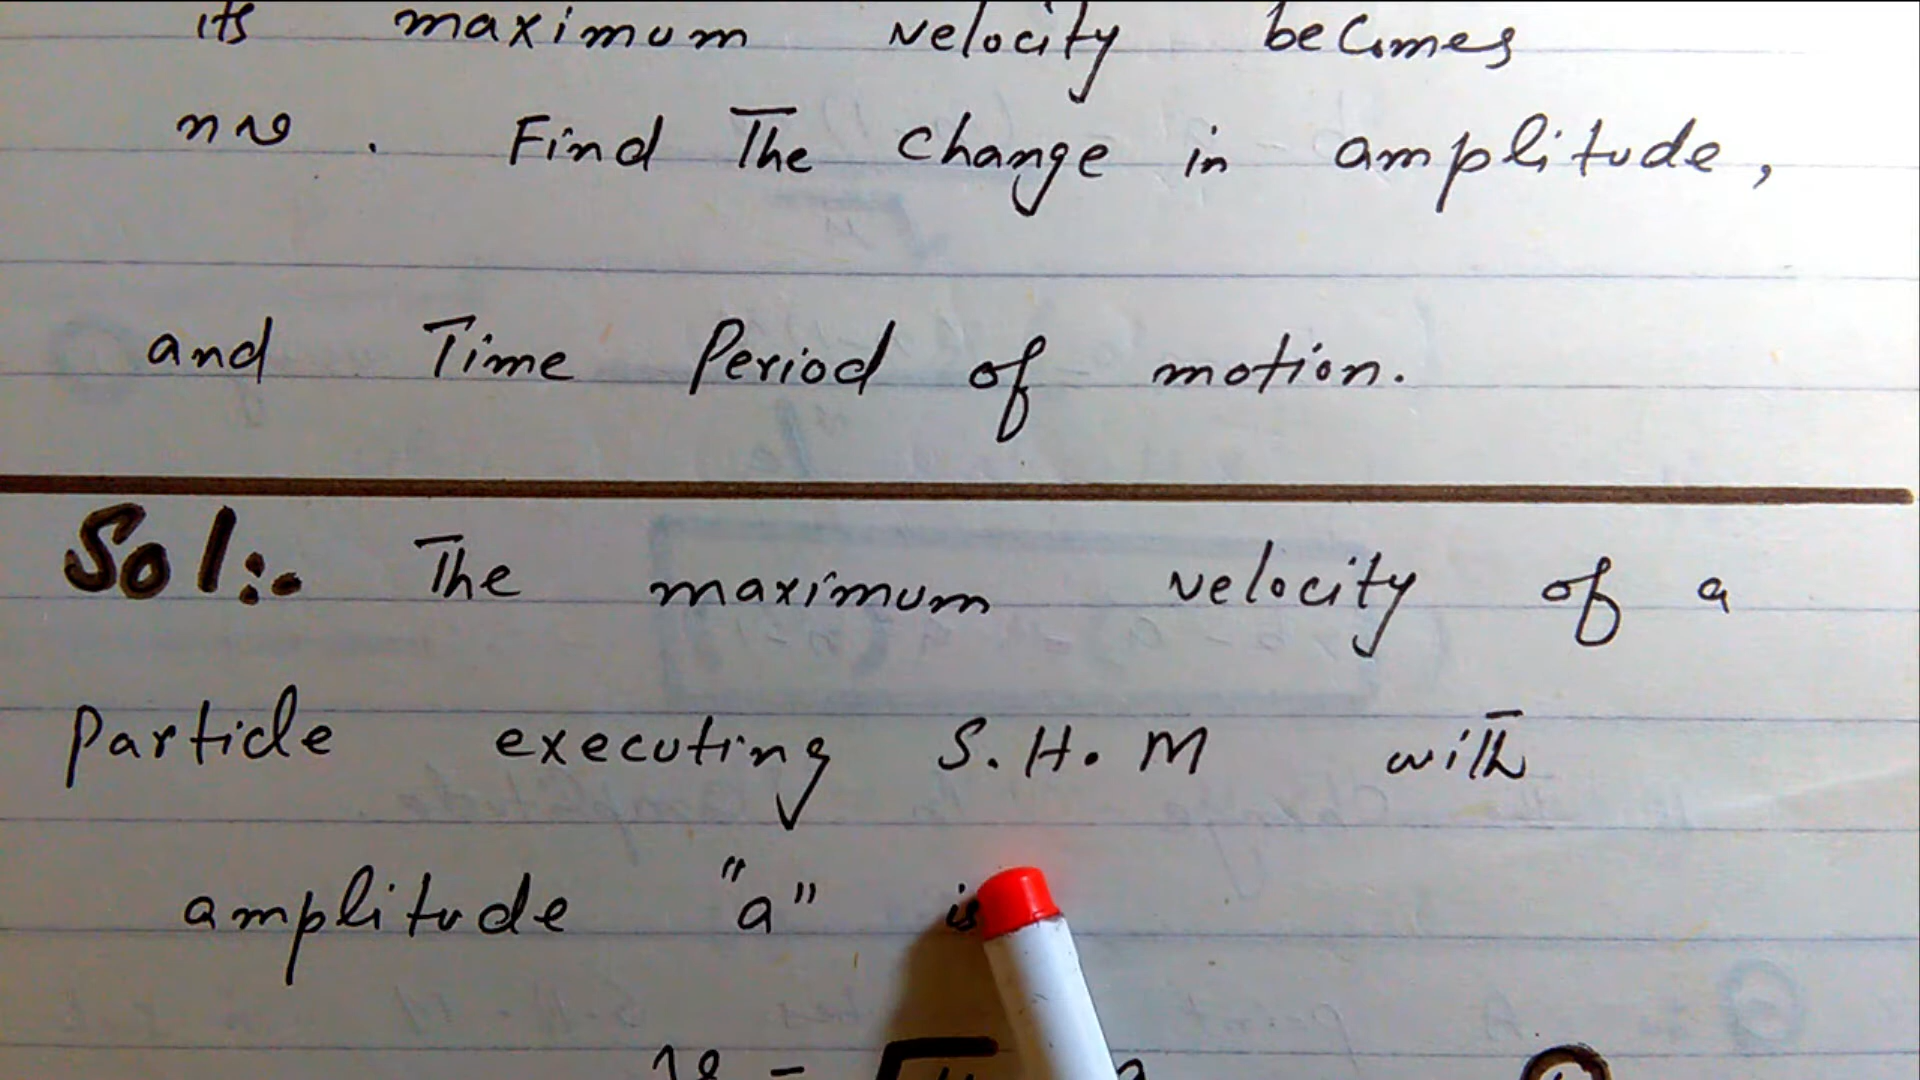 its maximum velocity becomes
nv. Find The change in amplitude,
and Time Period of motion.
Sol:- The maximum velocity of a
particle executing S.H.M with
amplitude "a" is